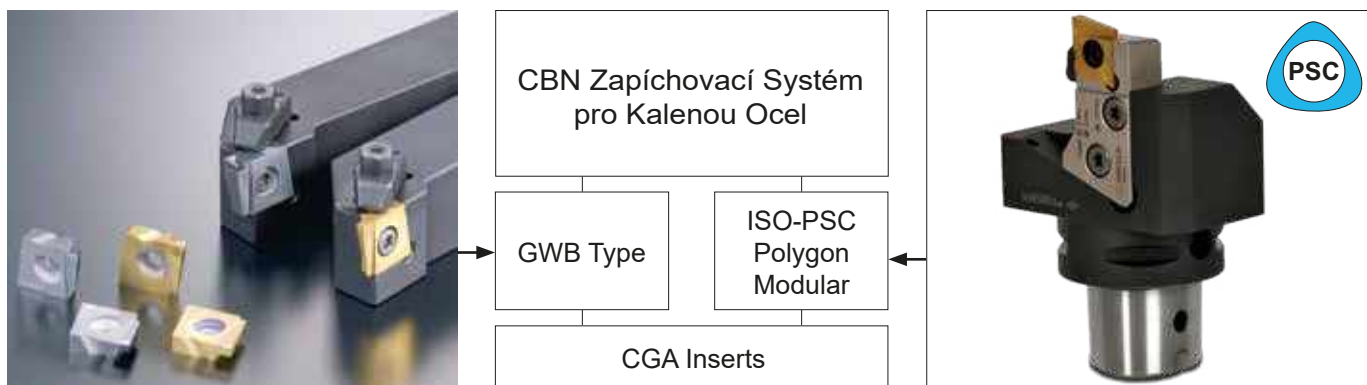 CBN Zapíchovací Systém
pro Kalenou Ocel
GWB Type
ISO-PSC
Polygon
Modular
CGA Inserts
PSC